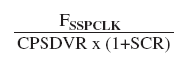 FSSPCLK
CPSDVR x (1+SCR)